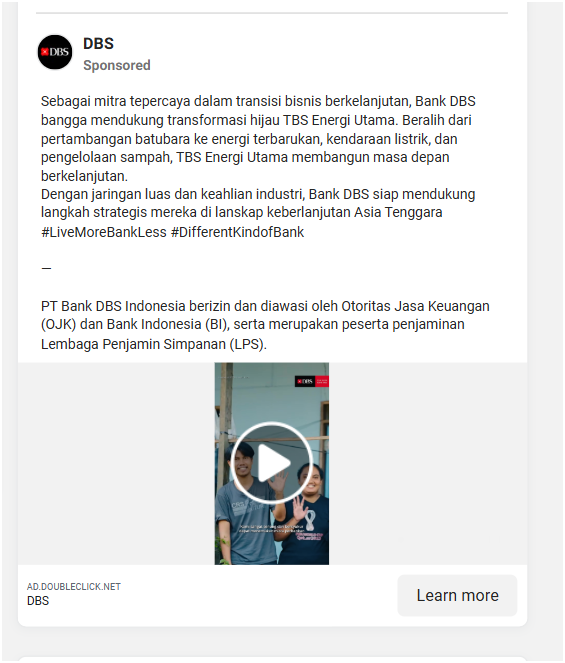 DBS
DBS
Sponsored
Sebagai mitra tepercaya dalam transisi bisnis berkelanjutan, Bank DBS
bangga mendukung transformasi hijau TBS Energi Utama. Beralih dari
pertambangan batubara ke energi terbarukan, kendaraan listrik, dan
pengelolaan sampah, TBS Energi Utama membangun masa depan
berkelanjutan.
Dengan jaringan luas dan keahlian industri, Bank DBS siap mendukung
langkah strategis mereka di lanskap keberlanjutan Asia Tenggara
#LiveMoreBankLess #DifferentKindofBank
—
PT Bank DBS Indonesia berizin dan diawasi oleh Otoritas Jasa Keuangan
(OJK) dan Bank Indonesia (BI), serta merupakan peserta penjaminan
Lembaga Penjamin Simpanan (LPS).
DBS
AD.DOUBLECLICK.NET
DBS
Learn more